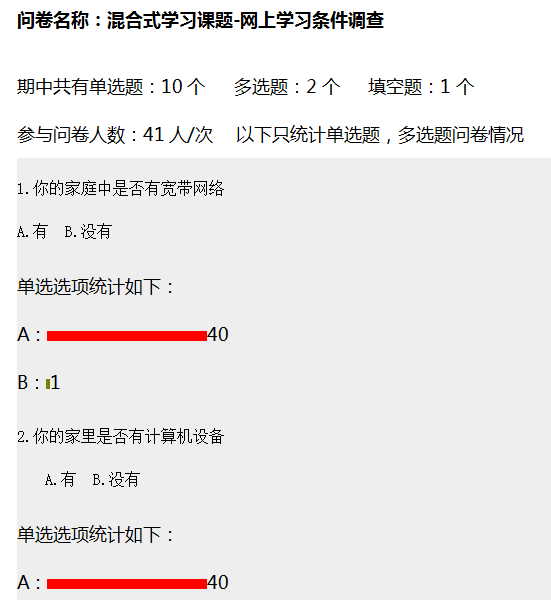 问卷名称：混合式学习课题-网上学习条件调查
期中共有单选题：10 个 多选题：2 个 填空题：1 个
参与问卷人数：41 人/次 以下只统计单选题，多选题问卷情况
1.你的家庭中是否有宽带网络
A.有 B.没有
单选选项统计如下：
A：40
B：1
2.你的家里是否有计算机设备
A.有 B.没有
单选选项统计如下：
A：40